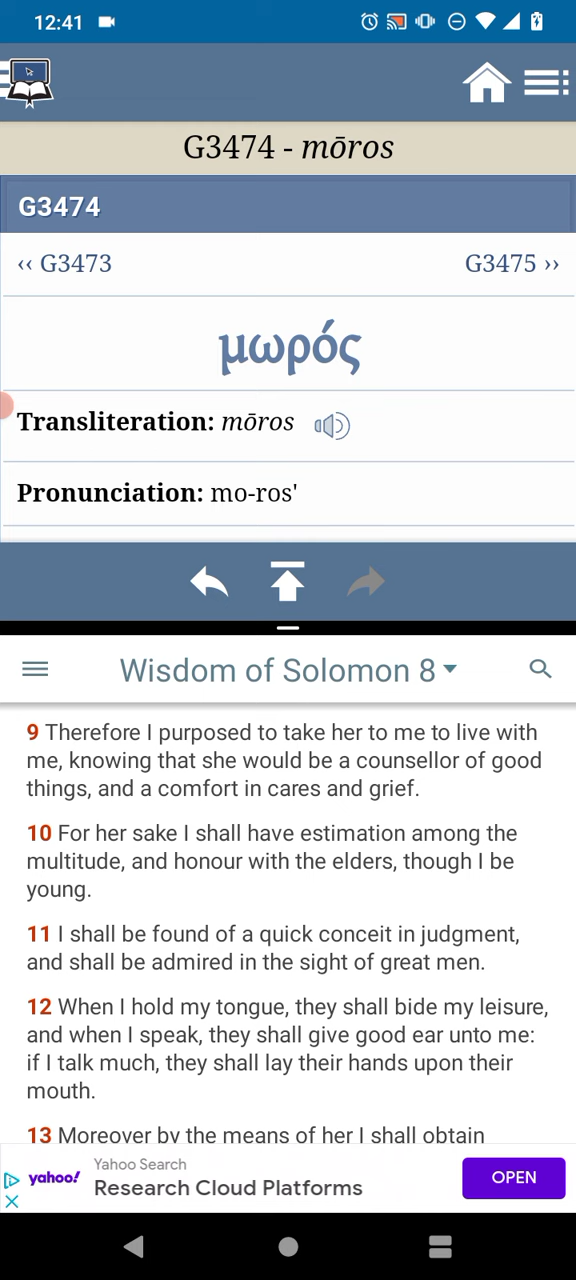 12:41
G3474 - mōros
G3474
‹‹ G3473
G3475 ››
μωρός
Transliteration: mōros
Pronunciation: mo-ros'
Wisdom of Solomon 8
9 Therefore I purposed to take her to me to live with
me, knowing that she would be a counsellor of good
things, and a comfort in cares and grief.
10 For her sake I shall have estimation among the
multitude, and honour with the elders, though I be
young.
11 I shall be found of a quick conceit in judgment,
and shall be admired in the sight of great men.
12 When I hold my tongue, they shall bide my leisure,
and when I speak, they shall give good ear unto me:
if I talk much, they shall lay their hands upon their
mouth.
13 Moreover by the means of her I shall obtain
yahoo!
Yahoo Search
Research Cloud Platforms
OPEN